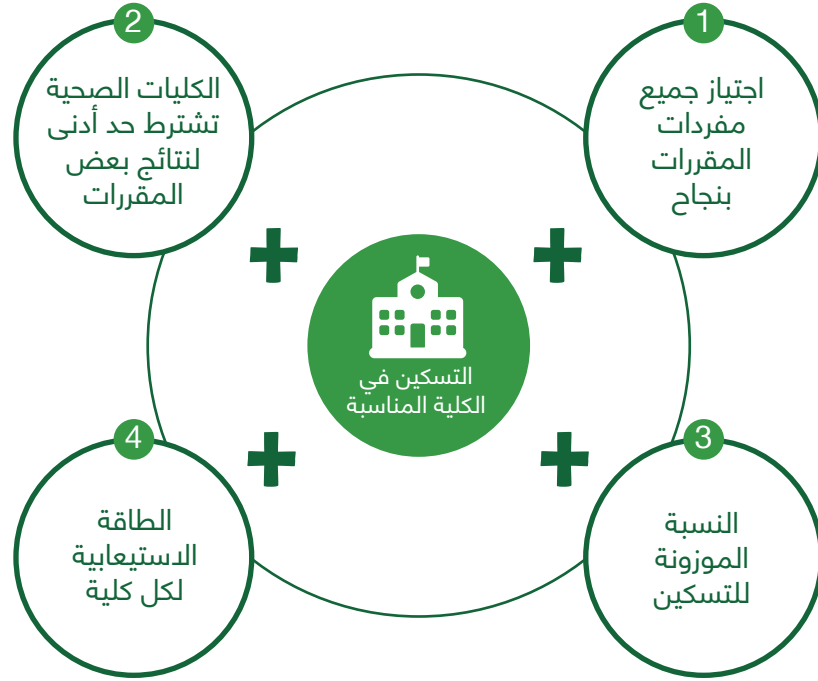 1
اجتياز جميع
مفردات
المقررات
بنجاح
2
الكليات الصحية
تشترط حد أدنى
لنتائج بعض
المقررات
التسكين في
الكلية المناسبة
3
النسبة
الموزونة
للتسكين
4
الطاقة
الاستيعابية
لكل كلية